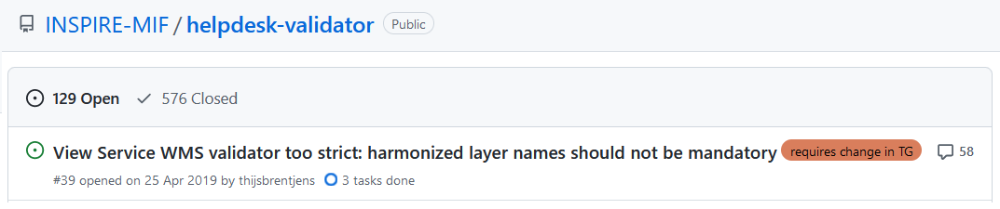 INSPIRE-MIF / helpdesk-validator Public
129 Open 576 Closed
View Service WMS validator too strict: harmonized layer names should not be mandatory requires change in TG 58
#39 opened on 25 Apr 2019 by thijsbrentjens 3 tasks done